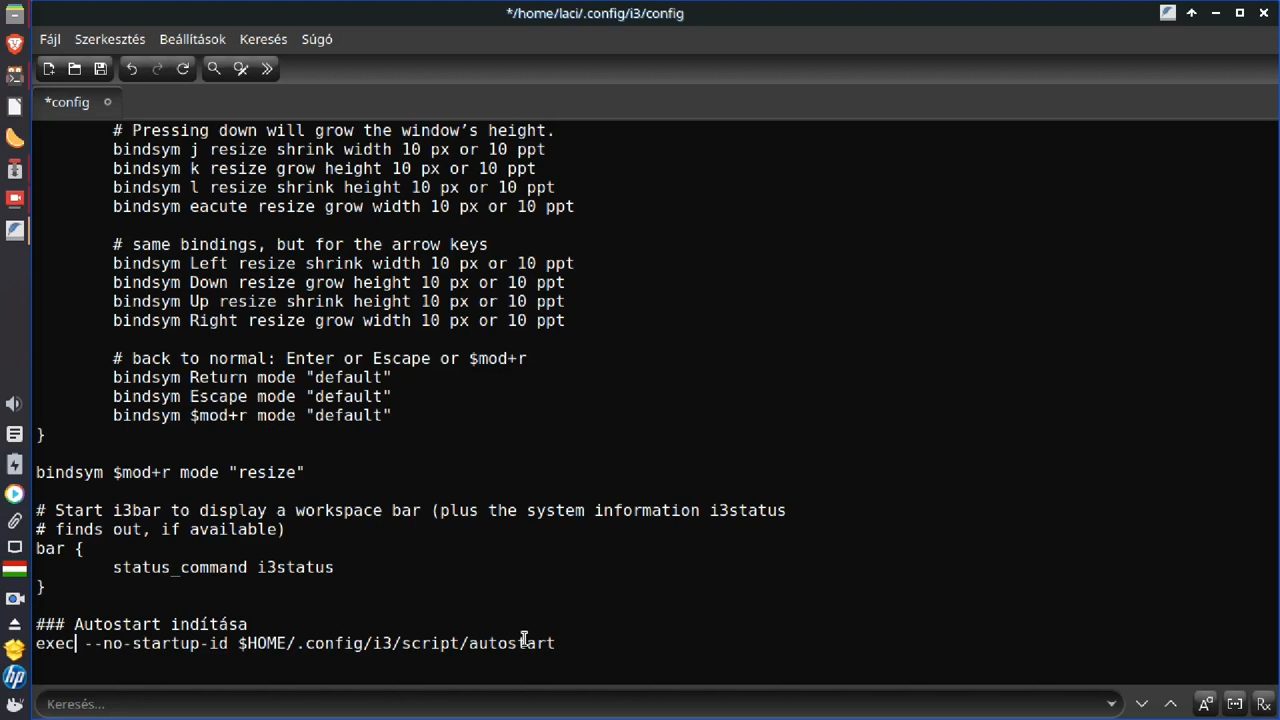 */home/laci/.config/i3/config
Fájl Szerkesztés Beállítások Keresés Súgó
*config
# Pressing down will grow the window’s height.
bindsym j resize shrink width 10 px or 10 ppt
bindsym k resize grow height 10 px or 10 ppt
bindsym l resize shrink height 10 px or 10 ppt
bindsym eacute resize grow width 10 px or 10 ppt
# same bindings, but for the arrow keys
bindsym Left resize shrink width 10 px or 10 ppt
bindsym Down resize grow height 10 px or 10 ppt
bindsym Up resize shrink height 10 px or 10 ppt
bindsym Right resize grow width 10 px or 10 ppt
# back to normal: Enter or Escape or $mod+r
bindsym Return mode "default"
bindsym Escape mode "default"
bindsym $mod+r mode "default"
}
bindsym $mod+r mode "resize"
# Start i3bar to display a workspace bar (plus the system information i3status
# finds out, if available)
bar {
status_command i3status
}
### Autostart indítása
exec --no-startup-id $HOME/.config/i3/script/autostart
Keresés...
hp